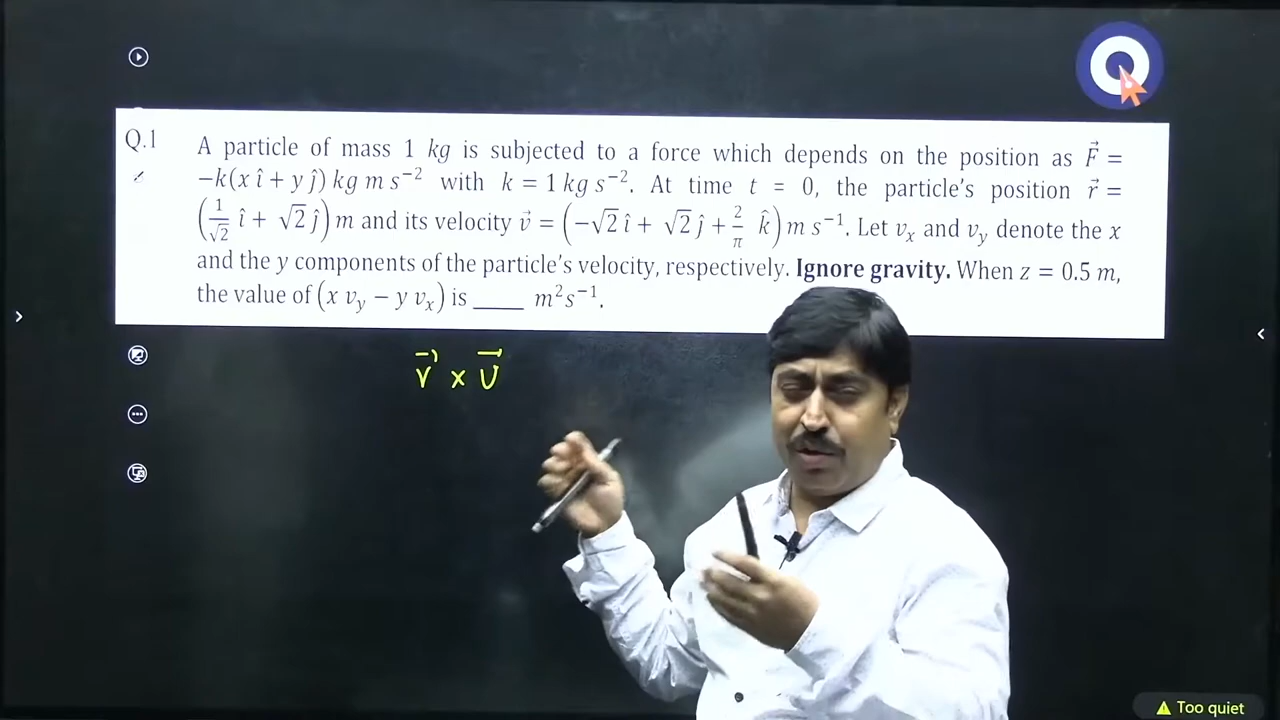 Q.1 A particle of mass 1 kg is subjected to a force which depends on the position as F⃗ =
−k(x î + y ĵ) kg m s⁻² with k = 1 kg s⁻². At time t = 0, the particle's position r⃗ =
(1/√2 î + √2 ĵ) m and its velocity v⃗ = (−√2 î + √2 ĵ + 2/π k̂) m s⁻¹. Let vₓ and v_y denote the x
and the y components of the particle's velocity, respectively. Ignore gravity. When z = 0.5 m,
the value of (x v_y − y vₓ) is ____ m²s⁻¹.
r⃗ × v⃗
Too quiet